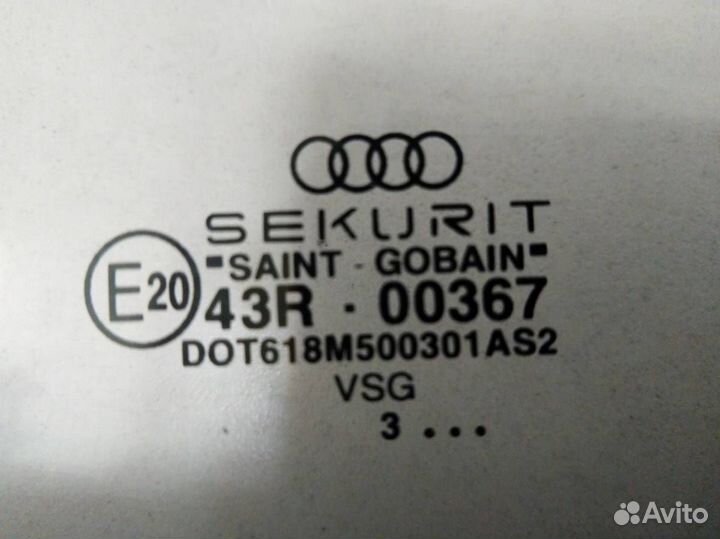 SEKURIT
"SAINT - GOBAIN"
E20
43R · 00367
DOT618M500301AS2
VSG
3 ...
Avito